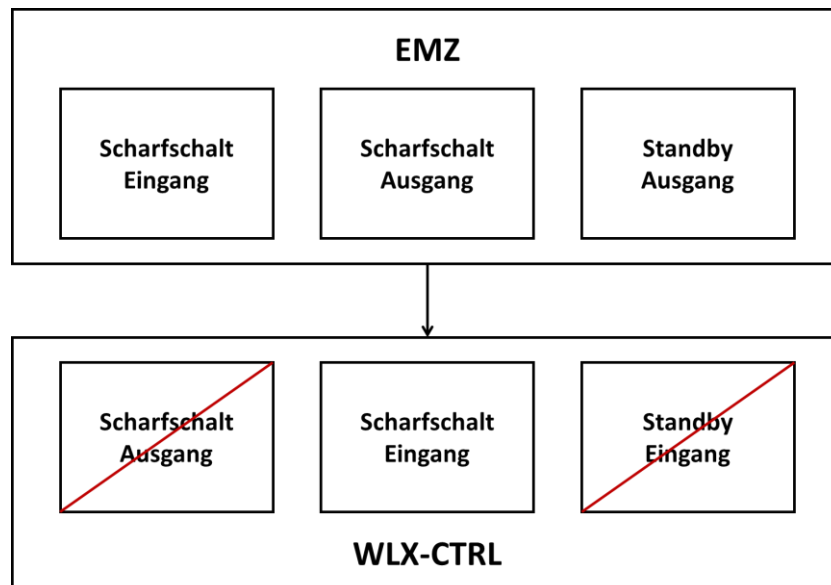 EMZ
Scharfschalt
Eingang
Scharfschalt
Ausgang
Standby
Ausgang
Scharfschalt
Ausgang
Scharfschalt
Eingang
Standby
Eingang
WLX-CTRL